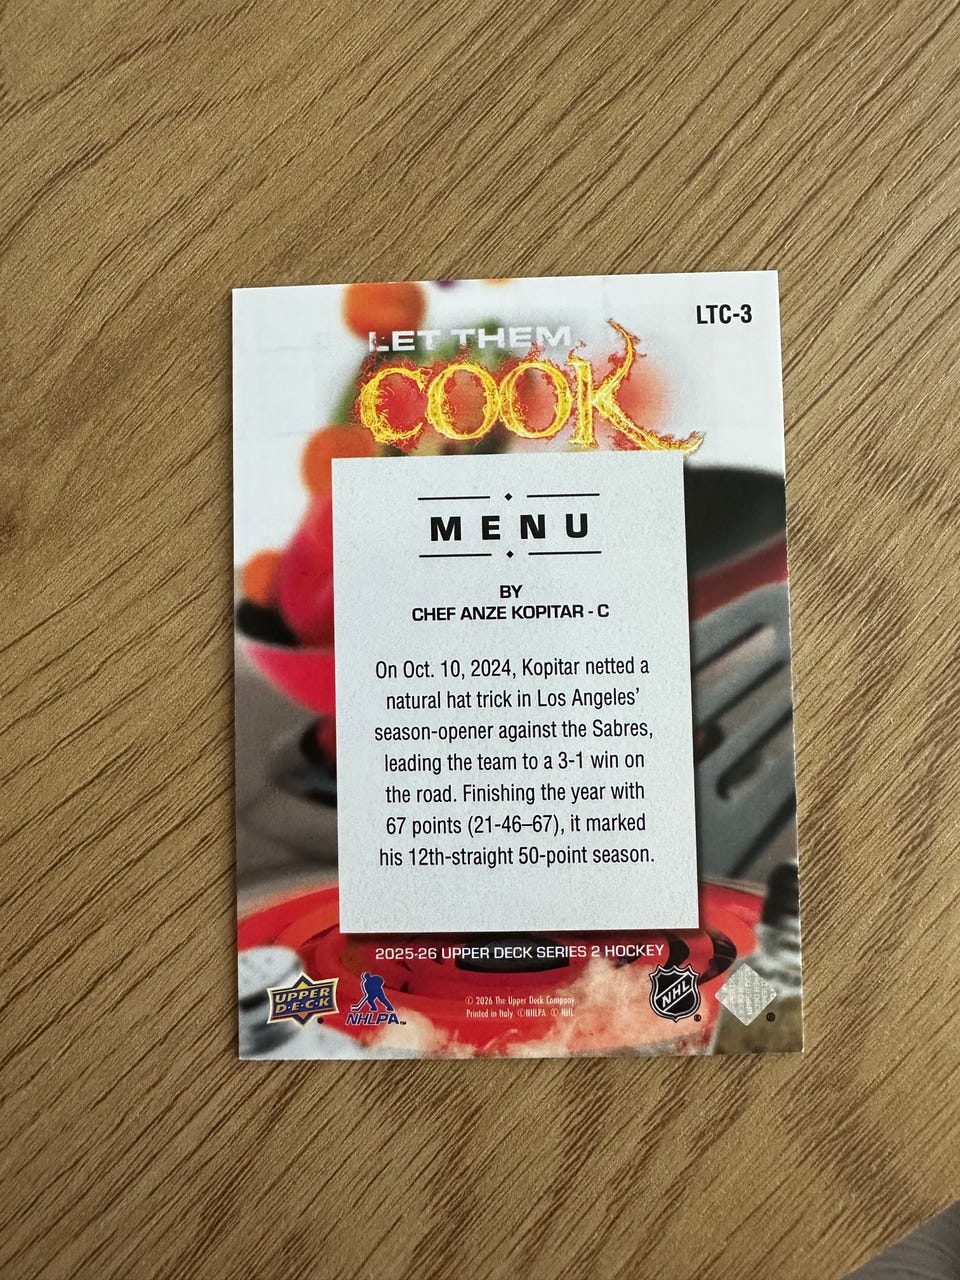 LTC-3
LET THEM
COOK
MENU
BY
CHEF ANZE KOPITAR - C
On Oct. 10, 2024, Kopitar netted a
natural hat trick in Los Angeles’
season-opener against the Sabres,
leading the team to a 3-1 win on
the road. Finishing the year with
67 points (21-46–67), it marked
his 12th-straight 50-point season.
2025-26 UPPER DECK SERIES 2 HOCKEY
UPPER
D·E·C·K
NHLPA™
© 2026 The Upper Deck Company.
Printed in Italy. ©NHLPA © NHL
NHL